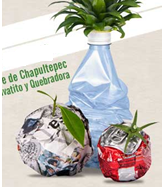 e de Chapultepec
vatito y Quebradora